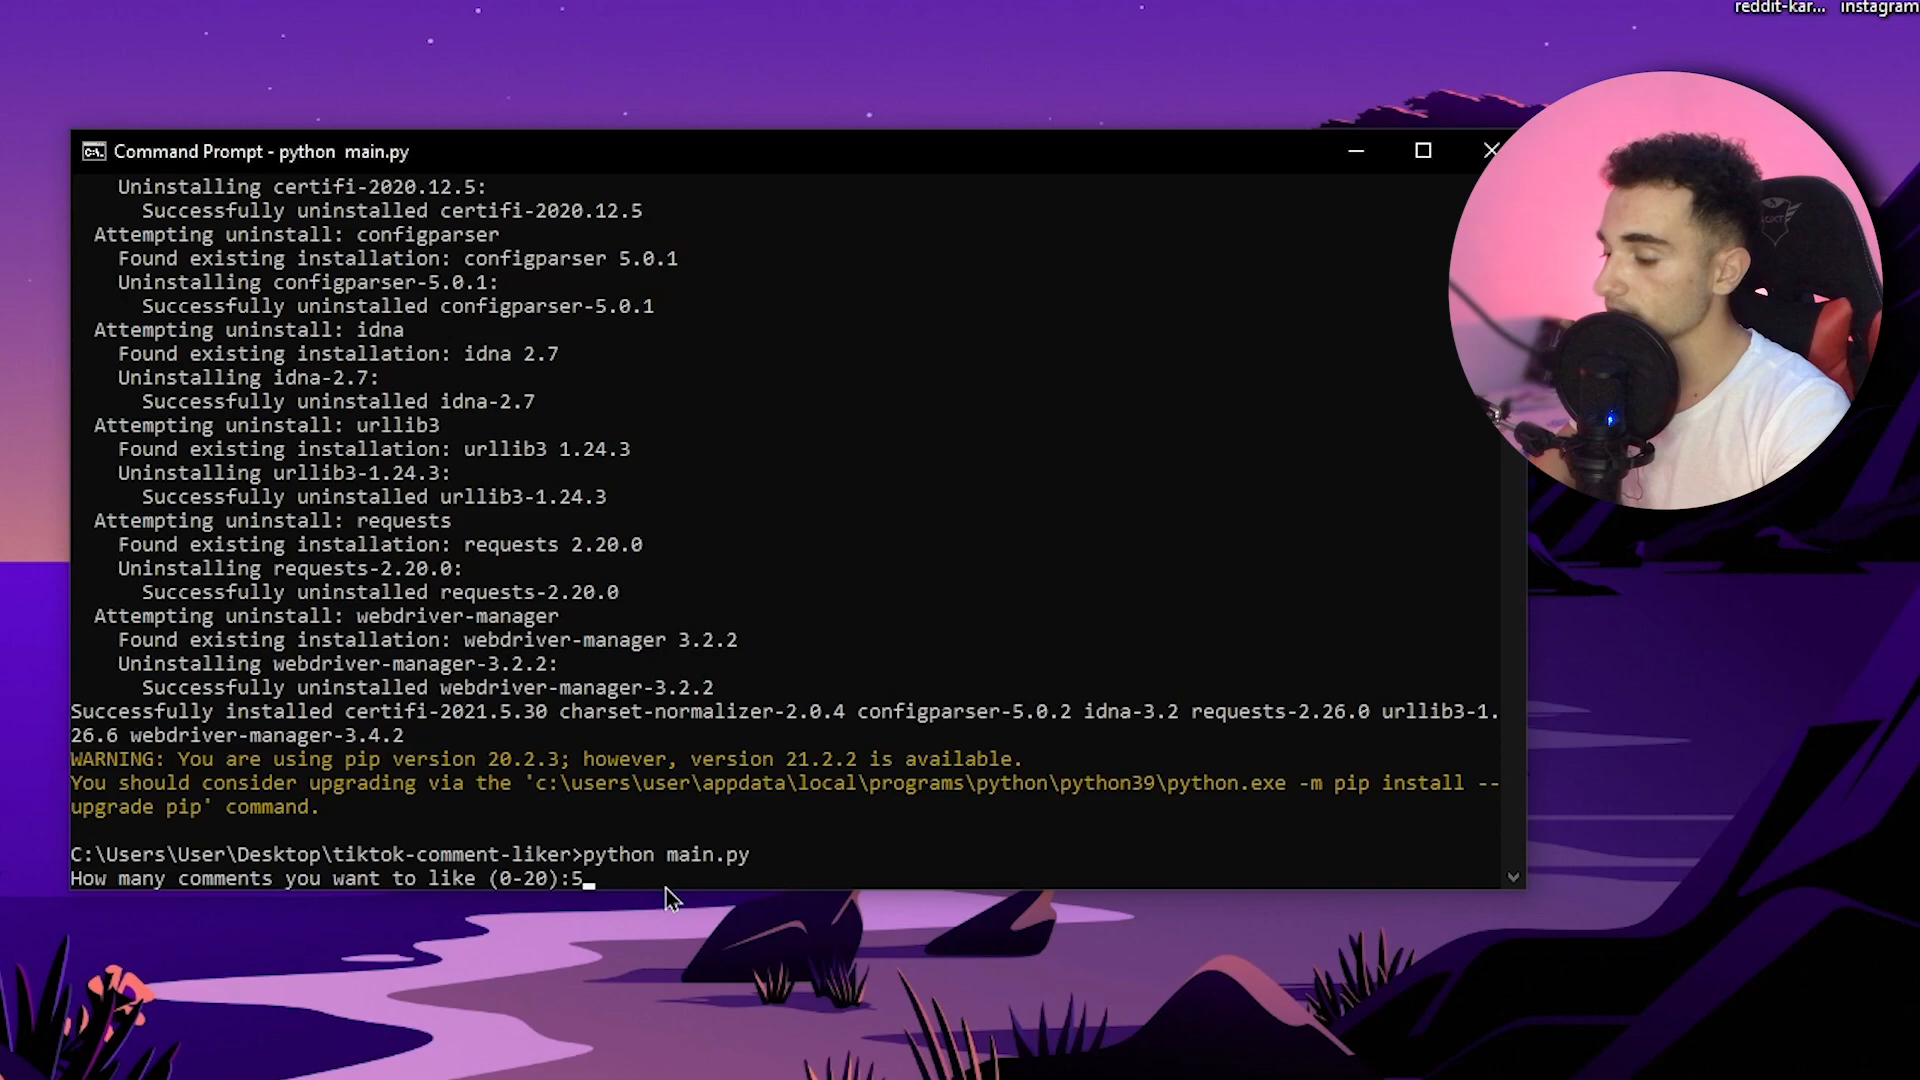 reddit-kar... instagram
Command Prompt - python main.py
Uninstalling certifi-2020.12.5:
Successfully uninstalled certifi-2020.12.5
Attempting uninstall: configparser
Found existing installation: configparser 5.0.1
Uninstalling configparser-5.0.1:
Successfully uninstalled configparser-5.0.1
Attempting uninstall: idna
Found existing installation: idna 2.7
Uninstalling idna-2.7:
Successfully uninstalled idna-2.7
Attempting uninstall: urllib3
Found existing installation: urllib3 1.24.3
Uninstalling urllib3-1.24.3:
Successfully uninstalled urllib3-1.24.3
Attempting uninstall: requests
Found existing installation: requests 2.20.0
Uninstalling requests-2.20.0:
Successfully uninstalled requests-2.20.0
Attempting uninstall: webdriver-manager
Found existing installation: webdriver-manager 3.2.2
Uninstalling webdriver-manager-3.2.2:
Successfully uninstalled webdriver-manager-3.2.2
Successfully installed certifi-2021.5.30 charset-normalizer-2.0.4 configparser-5.0.2 idna-3.2 requests-2.26.0 urllib3-1.
26.6 webdriver-manager-3.4.2
WARNING: You are using pip version 20.2.3; however, version 21.2.2 is available.
You should consider upgrading via the 'c:\users\user\appdata\local\programs\python\python39\python.exe -m pip install --
upgrade pip' command.
C:\Users\User\Desktop\tiktok-comment-liker>python main.py
How many comments you want to like (0-20):5